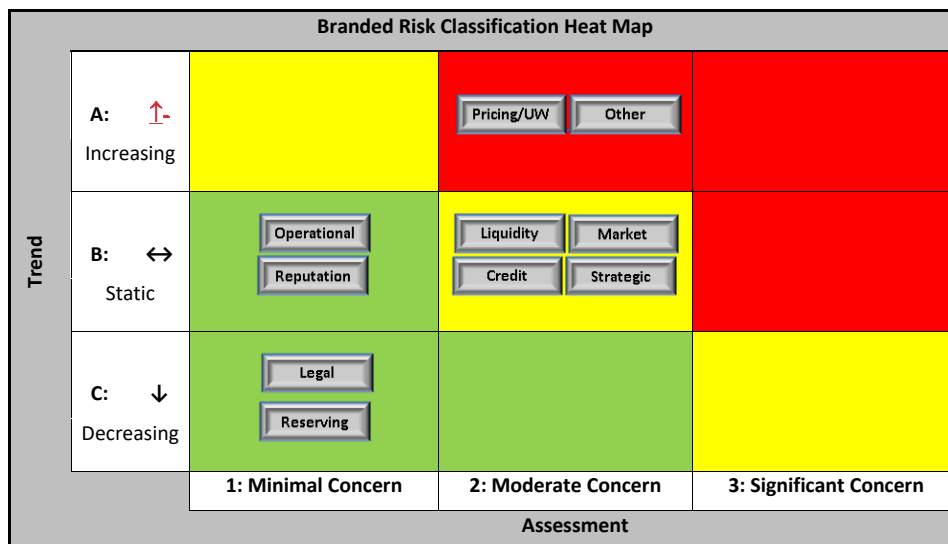 Branded Risk Classification Heat Map
A: ↑-
Increasing
Pricing/UW Other
Trend
B: ↔
Static
Operational
Reputation
Liquidity Market
Credit Strategic
C: ↓
Decreasing
Legal
Reserving
1: Minimal Concern 2: Moderate Concern 3: Significant Concern
Assessment